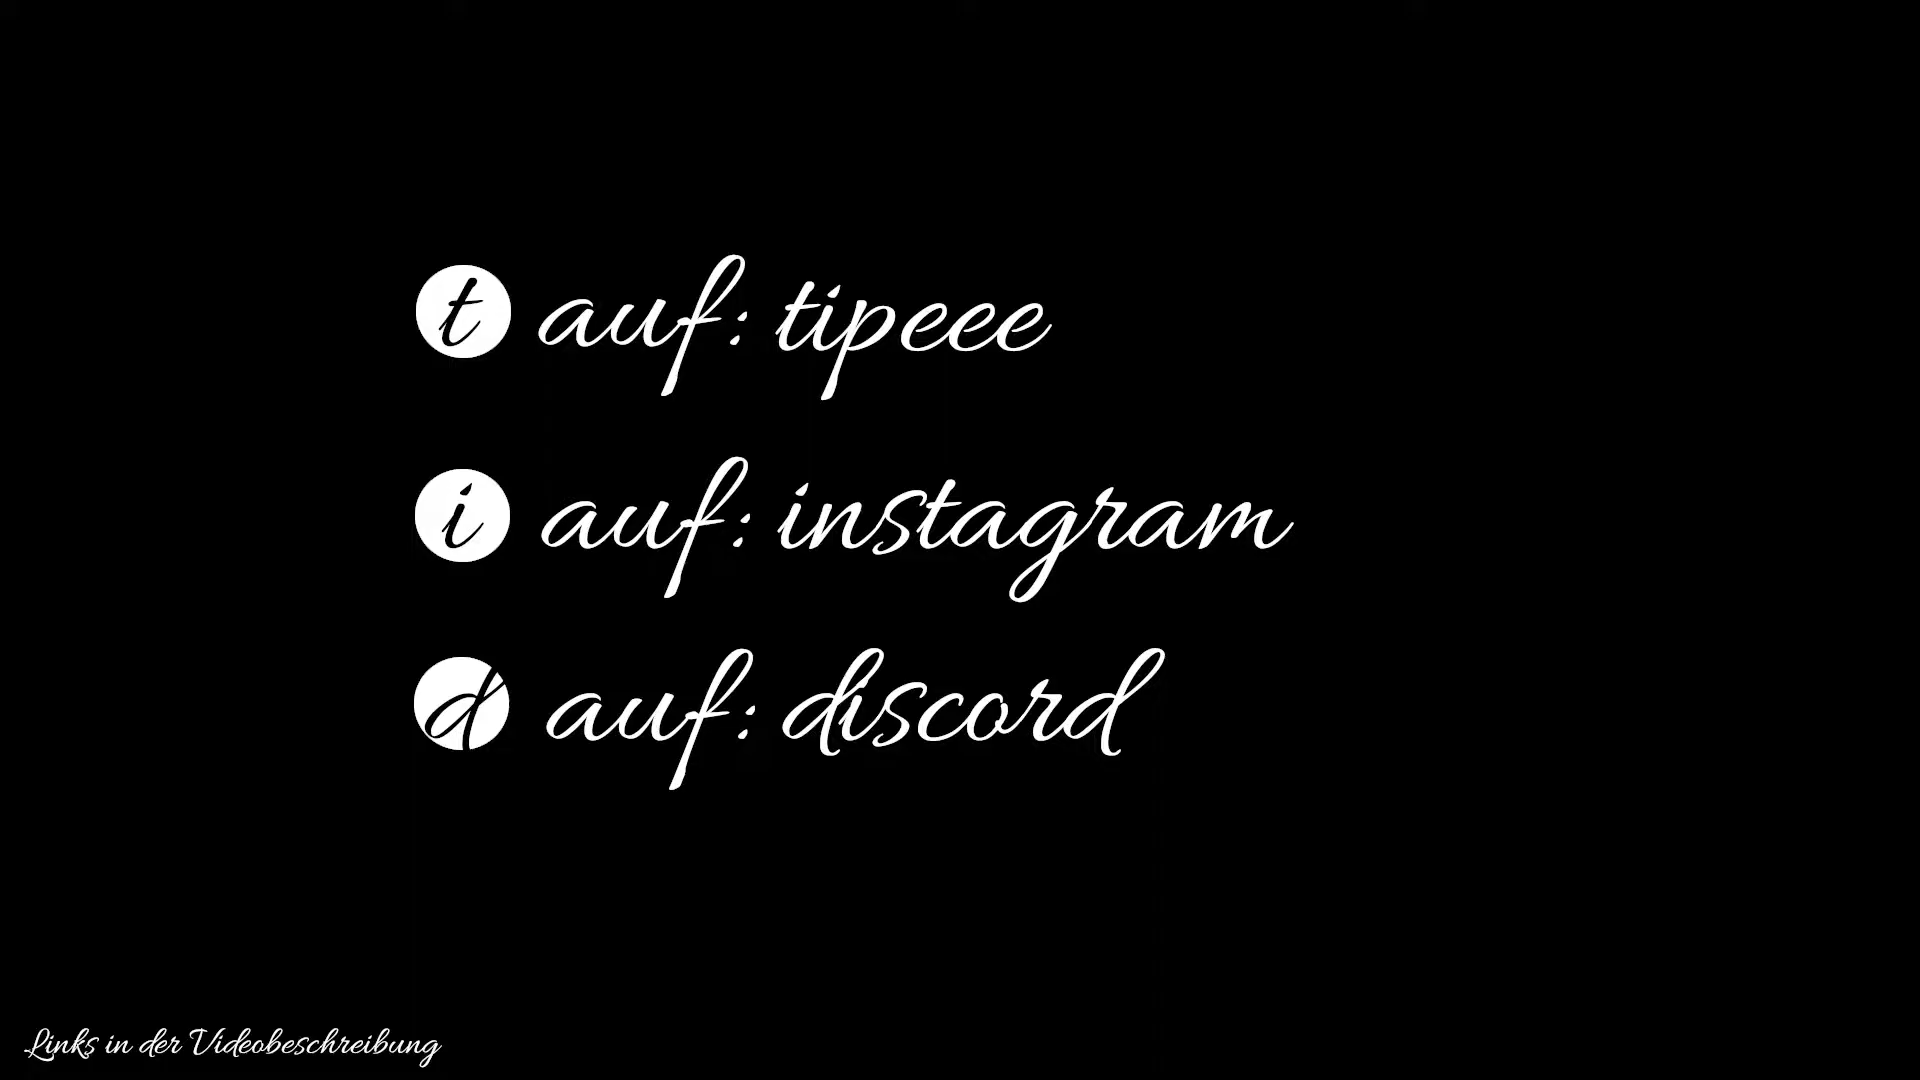 t auf: tipeee
i auf: instagram
d auf: discord
Links in der Videobeschreibung